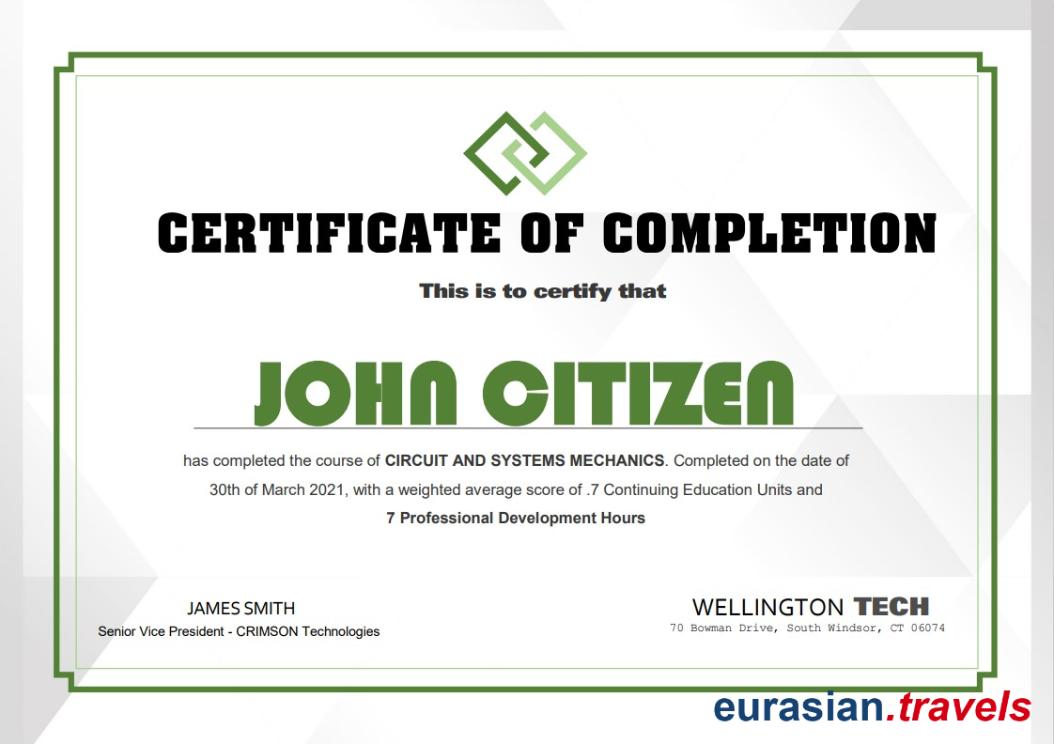 CERTIFICATE OF COMPLETION
This is to certify that
JOHN CITIZEN
has completed the course of CIRCUIT AND SYSTEMS MECHANICS. Completed on the date of
30th of March 2021, with a weighted average score of .7 Continuing Education Units and
7 Professional Development Hours
JAMES SMITH
Senior Vice President - CRIMSON Technologies
WELLINGTON TECH
70 Bowman Drive, South Windsor, CT 06074
eurasian.travels